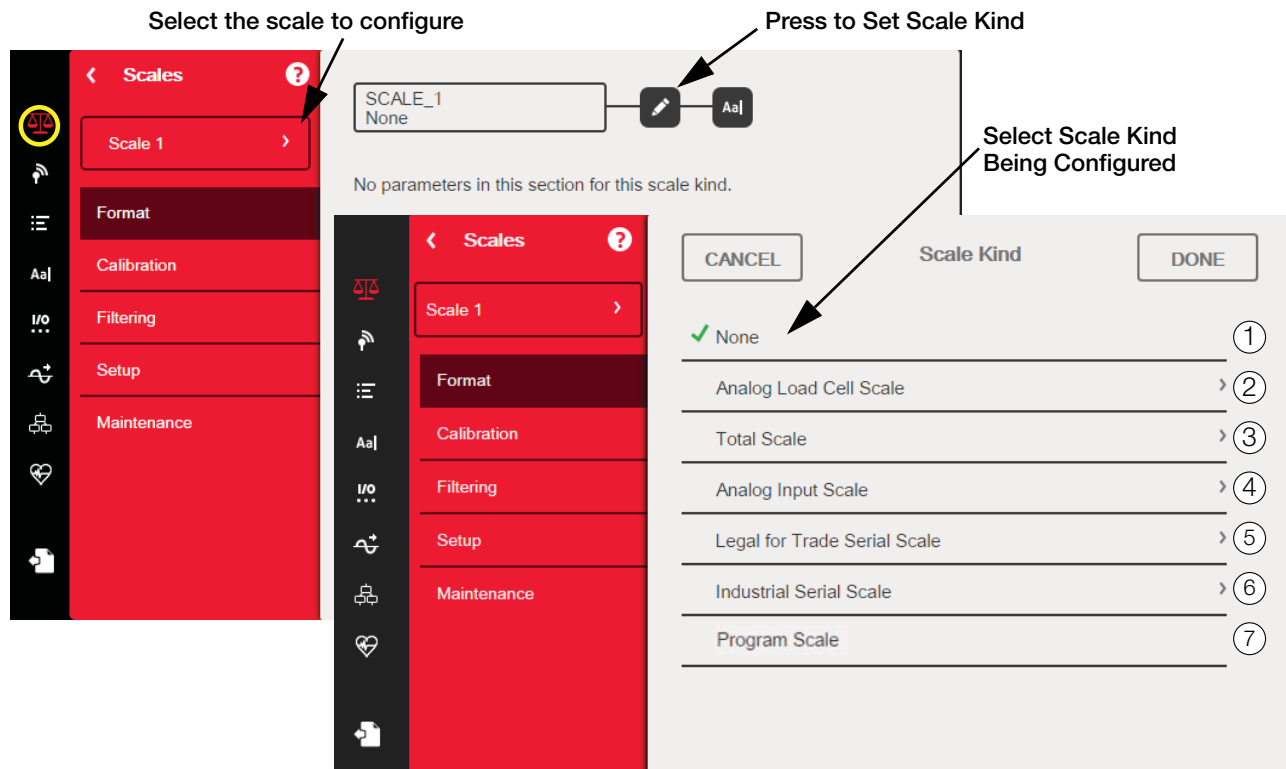 Select the scale to configure
Press to Set Scale Kind
Scales
?
Scale 1
Format
Calibration
Filtering
Setup
Maintenance
Aa
I/O
SCALE_1
None
Aa
No parameters in this section for this scale kind.
Select Scale Kind
Being Configured
Scales
?
Scale 1
Format
Calibration
Filtering
Setup
Maintenance
Aa
I/O
CANCEL
Scale Kind
DONE
None 1
Analog Load Cell Scale 2
Total Scale 3
Analog Input Scale 4
Legal for Trade Serial Scale 5
Industrial Serial Scale 6
Program Scale 7